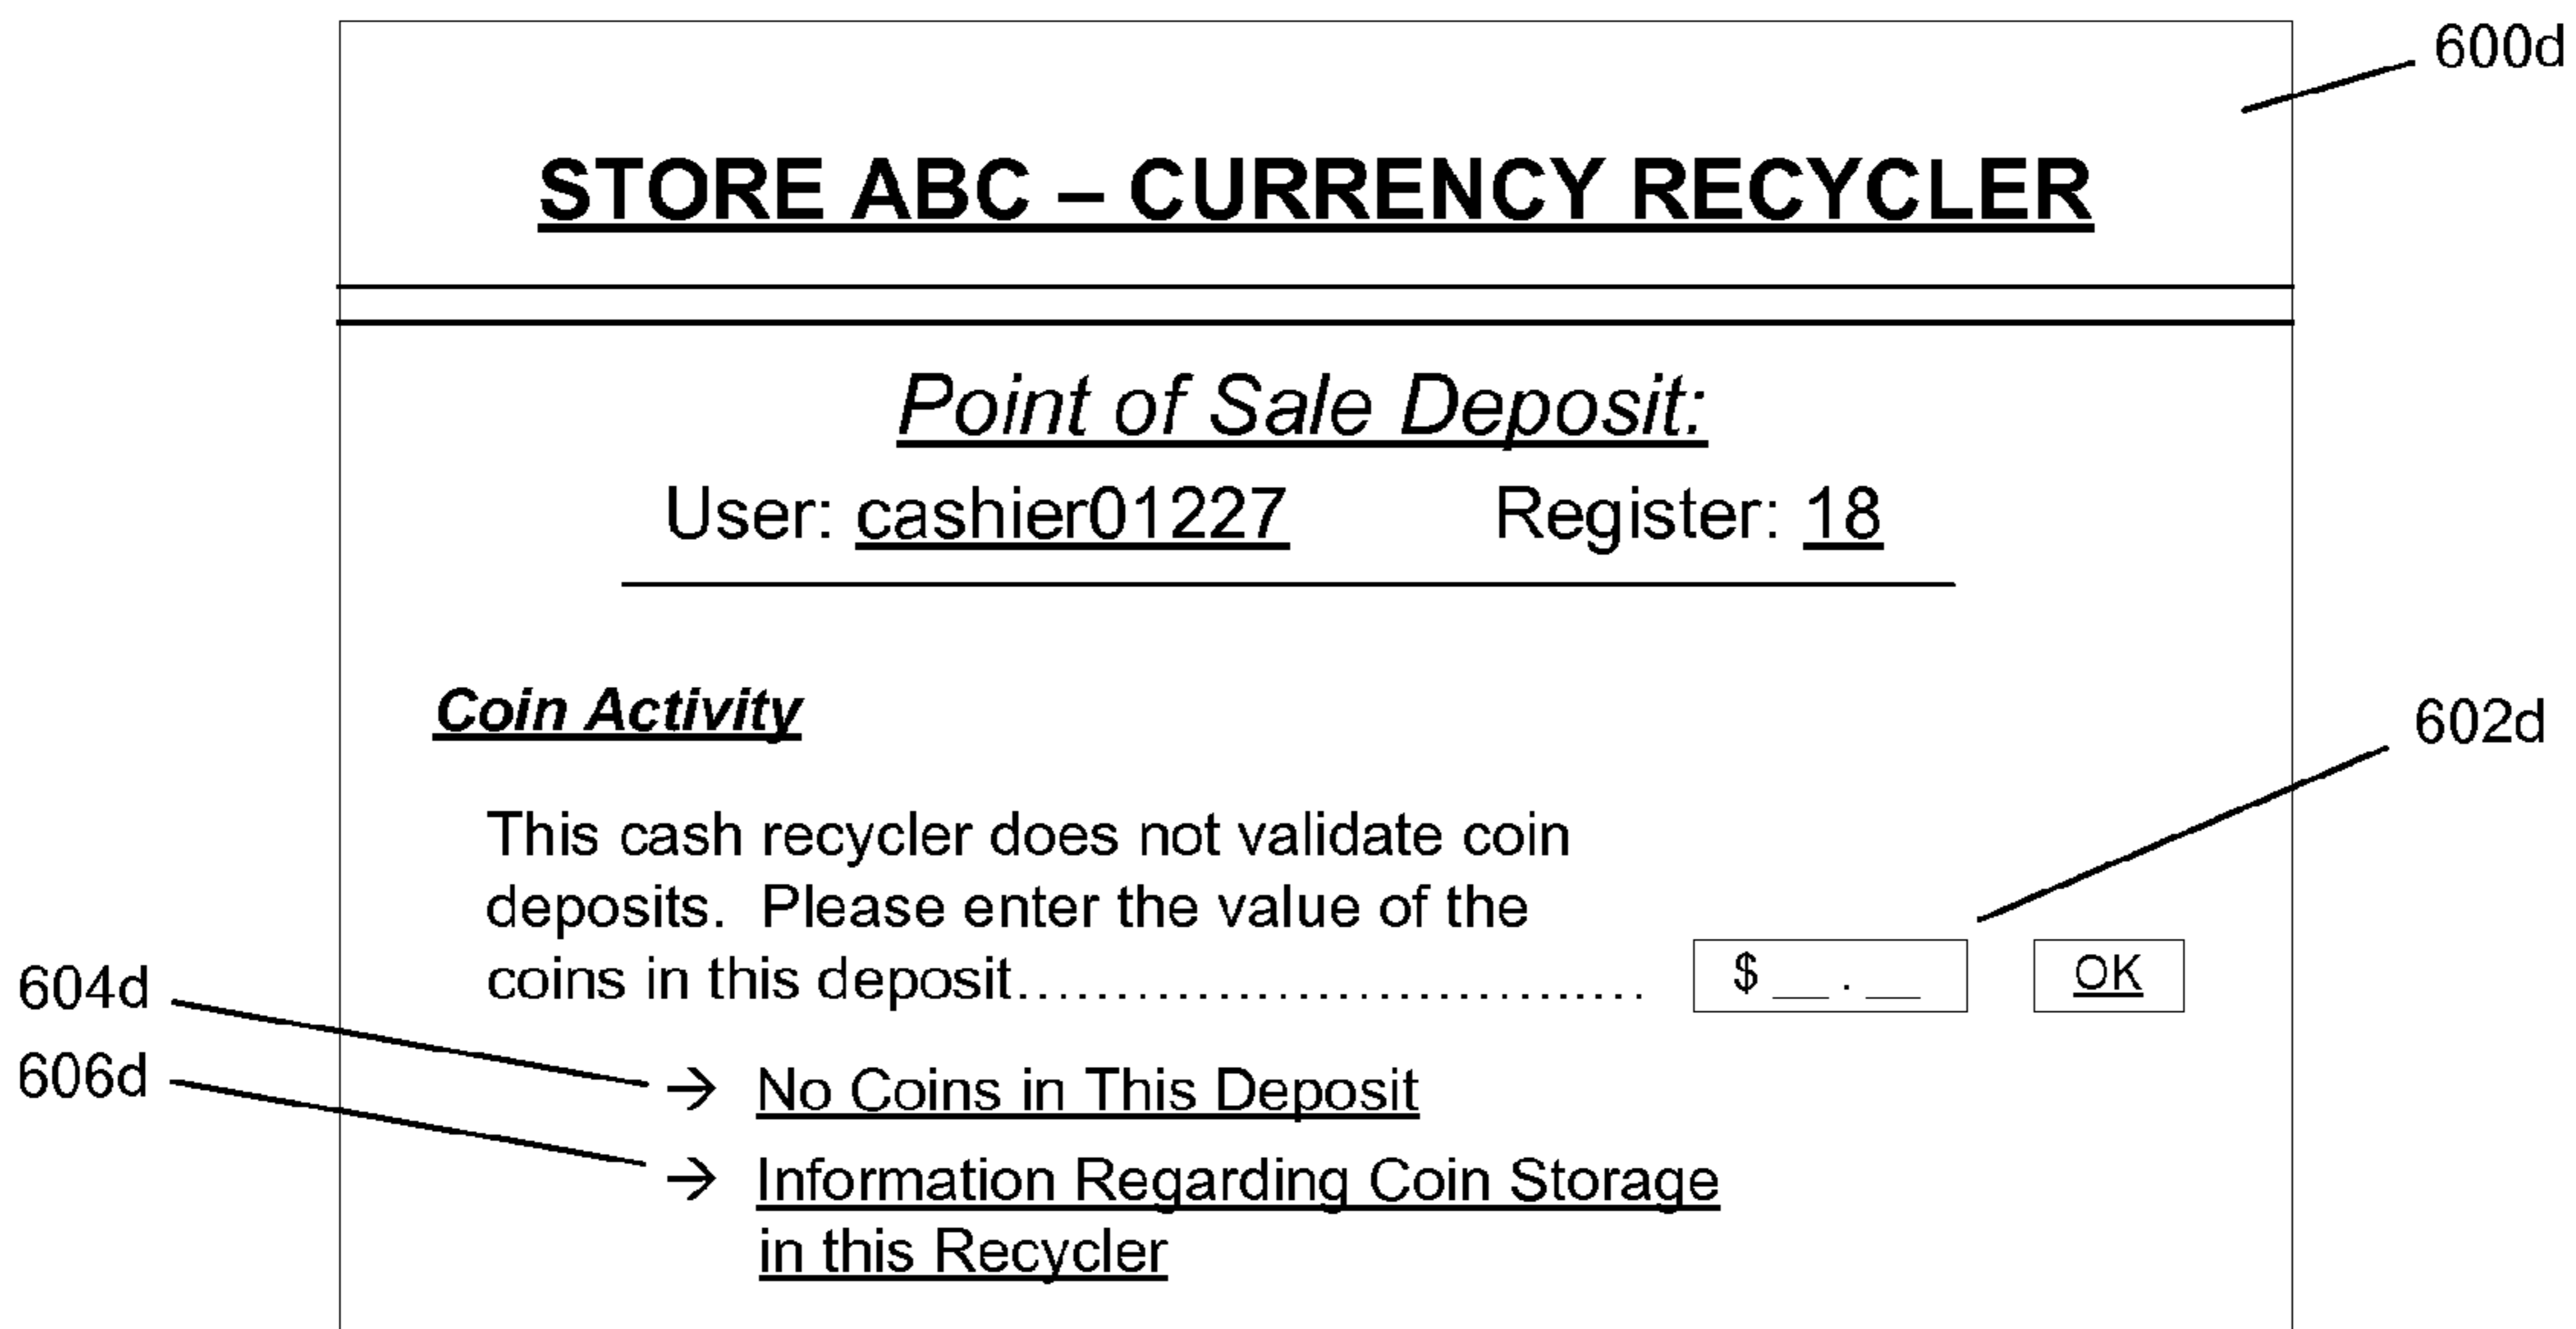 600d
STORE ABC – CURRENCY RECYCLER
Point of Sale Deposit:
User: cashier01227 Register: 18
Coin Activity
602d
This cash recycler does not validate coin
deposits. Please enter the value of the
coins in this deposit................................ $ __ . __ OK
604d
→ No Coins in This Deposit
606d
→ Information Regarding Coin Storage
in this Recycler